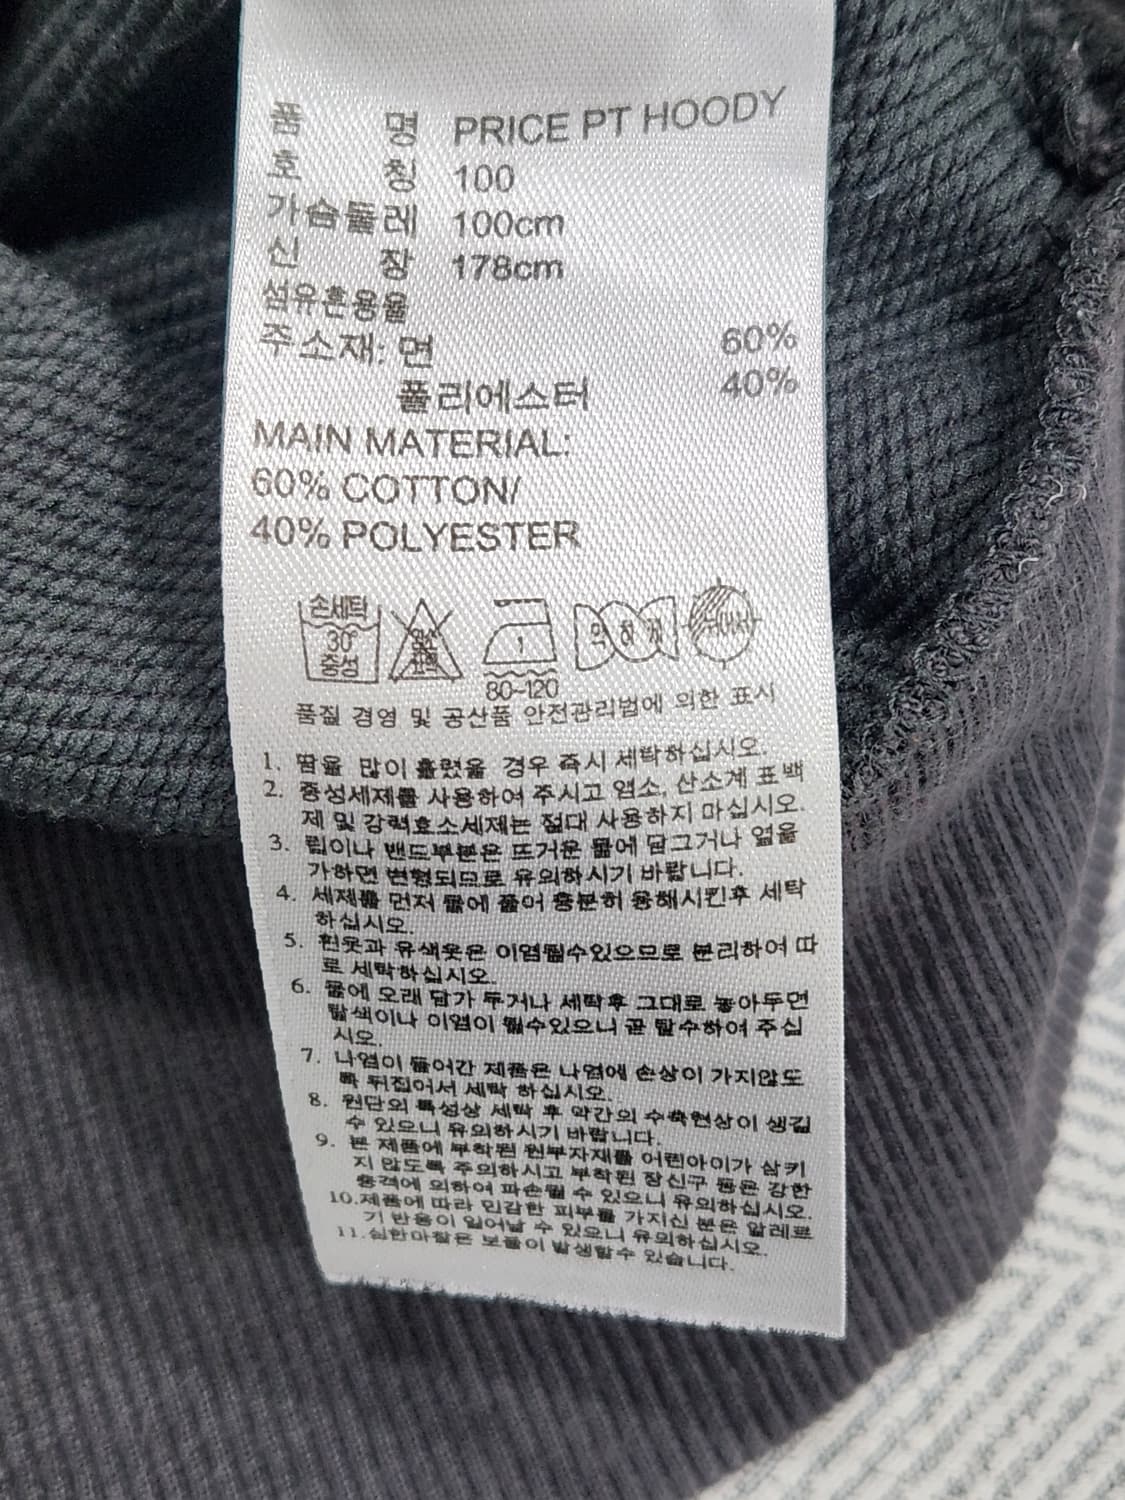 품 명 PRICE PT HOODY
호 칭 100
가슴둘레 100cm
신 장 178cm
섬유혼용율
주소재: 면 60%
폴리에스터 40%
MAIN MATERIAL:
60% COTTON/
40% POLYESTER
손세탁
30°
중성
염소
표백
1
80~120
약하게
품질 경영 및 공산품 안전관리법에 의한 표시
1. 땀을 많이 흘렸을 경우 즉시 세탁하십시오.
2. 중성세제를 사용하여 주시고 염소, 산소계 표백
제 및 강력효소세제는 절대 사용하지 마십시오.
3. 립이나 밴드부분은 뜨거운 물에 담그거나 열을
가하면 변형되므로 유의하시기 바랍니다.
4. 세제를 먼저 물에 풀어 충분히 용해시킨후 세탁
하십시오.
5. 흰옷과 유색옷은 이염될수있으므로 분리하여 따
로 세탁하십시오.
6. 물에 오래 담가 두거나 세탁후 그대로 놓아두면
탈색이나 이염이 될수있으니 곧 탈수하여 주십
시오.
7. 나염이 들어간 제품은 나염에 손상이 가지않도
록 뒤집어서 세탁 하십시오.
8. 원단의 특성상 세탁 후 약간의 수축현상이 생길
수 있으니 유의하시기 바랍니다.
9. 본 제품에 부착된 원부자재를 어린아이가 삼키
지 않도록 주의하시고 부착된 장신구 등은 강한
충격에 의하여 파손될 수 있으니 유의하십시오.
10.제품에 따라 민감한 피부를 가지신 분은 알레르
기 반응이 일어날 수 있으니 유의하십시오.
11.심한마찰은 보풀이 발생할수 있습니다.